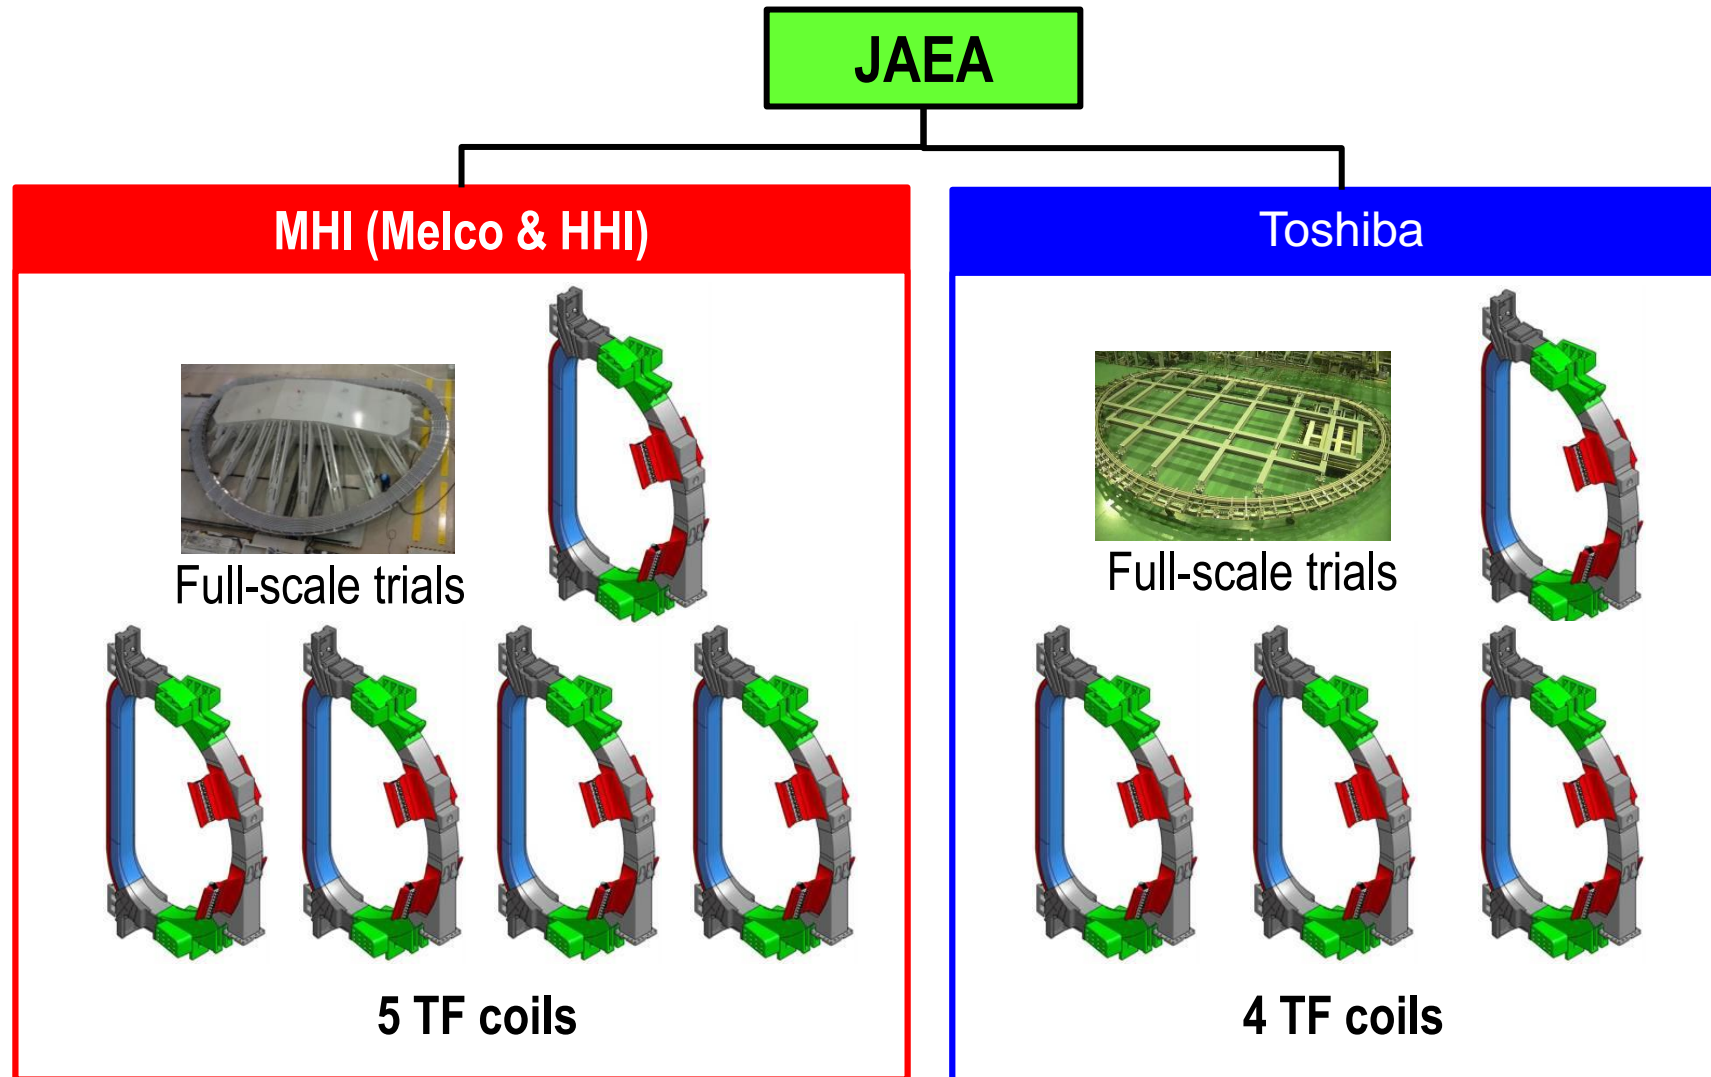 JAEA
MHI (Melco & HHI)
Full-scale trials
5 TF coils
Toshiba
Full-scale trials
4 TF coils